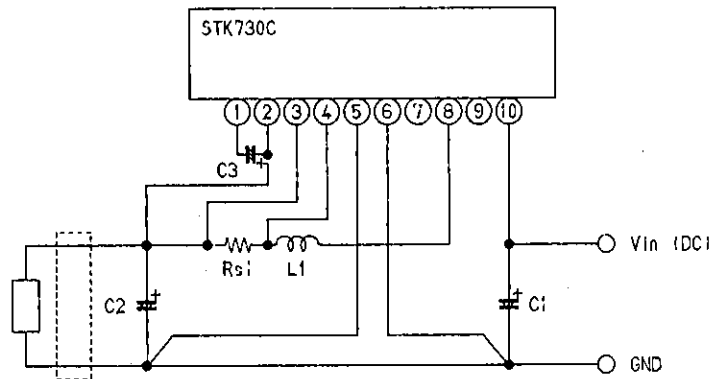 STK730C
1 2 3 4 5 6 7 8 9 10
C3 +
Rsi L1
Vin (DC)
C2 +
C1 +
GND